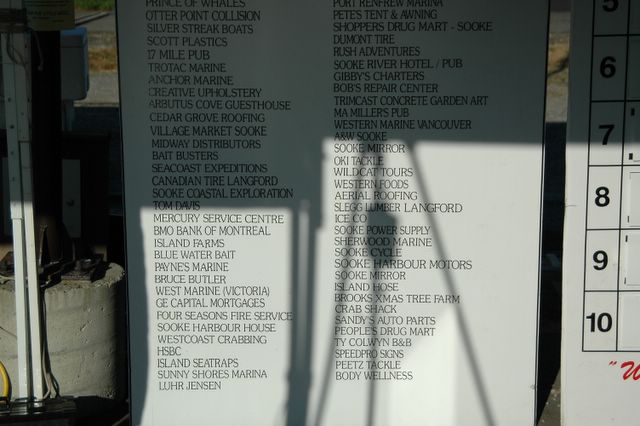 PRINCE OF WHALES
OTTER POINT COLLISION
SILVER STREAK BOATS
SCOTT PLASTICS
17 MILE PUB
TROTAC MARINE
ANCHOR MARINE
CREATIVE UPHOLSTERY
ARBUTUS COVE GUESTHOUSE
CEDAR GROVE ROOFING
VILLAGE MARKET SOOKE
MIDWAY DISTRIBUTORS
BAIT BUSTERS
SEACOAST EXPEDITIONS
CANADIAN TIRE LANGFORD
SOOKE COASTAL EXPLORATION
TOM DAVIS
MERCURY SERVICE CENTRE
BMO BANK OF MONTREAL
ISLAND FARMS
BLUE WATER BAIT
PAYNE'S MARINE
BRUCE BUTLER
WEST MARINE (VICTORIA)
GE CAPITAL MORTGAGES
FOUR SEASONS FIRE SERVICE
SOOKE HARBOUR HOUSE
WESTCOAST CRABBING
HSBC
ISLAND SEATRAPS
SUNNY SHORES MARINA
LUHR JENSEN
PORT RENFREW MARINA
PETE'S TENT & AWNING
SHOPPERS DRUG MART - SOOKE
DUMONT TIRE
RUSH ADVENTURES
SOOKE RIVER HOTEL / PUB
GIBBY'S CHARTERS
BOB'S REPAIR CENTER
TRIMCAST CONCRETE GARDEN ART
MA MILLER'S PUB
WESTERN MARINE VANCOUVER
A&W SOOKE
SOOKE MIRROR
OKI TACKLE
WILDCAT TOURS
WESTERN FOODS
AERIAL ROOFING
SLEGG LUMBER LANGFORD
ICE CO
SOOKE POWER SUPPLY
SHERWOOD MARINE
SOOKE CYCLE
SOOKE HARBOUR MOTORS
SOOKE MIRROR
ISLAND HOSE
BROOKS XMAS TREE FARM
CRAB SHACK
SANDY'S AUTO PARTS
PEOPLE'S DRUG MART
TY COLWYN B&B
SPEEDPRO SIGNS
PEETZ TACKLE
BODY WELLNESS
5
6
7
8
9
10